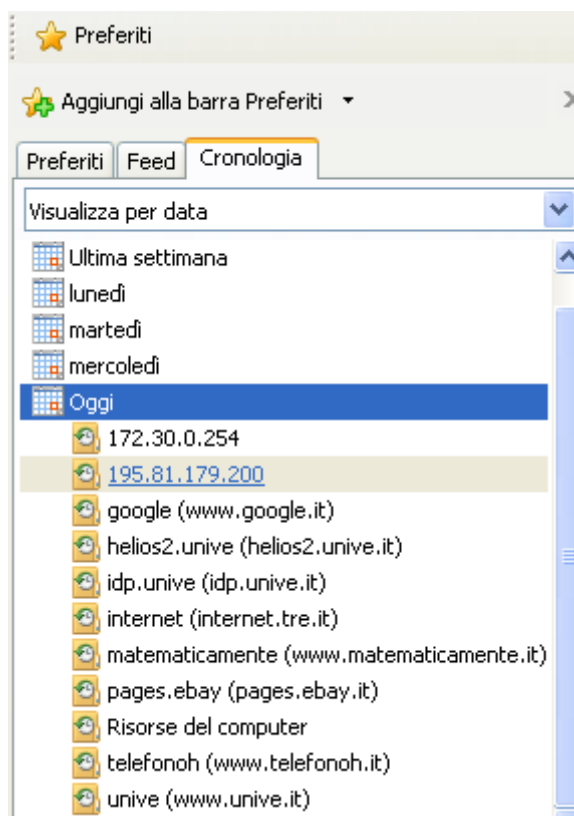 Preferiti
Aggiungi alla barra Preferiti
Preferiti Feed Cronologia
Visualizza per data
Ultima settimana
lunedì
martedì
mercoledì
Oggi
172.30.0.254
195.81.179.200
google (www.google.it)
helios2.unive (helios2.unive.it)
idp.unive (idp.unive.it)
internet (internet.tre.it)
matematicamente (www.matematicamente.it)
pages.ebay (pages.ebay.it)
Risorse del computer
telefonoh (www.telefonoh.it)
unive (www.unive.it)